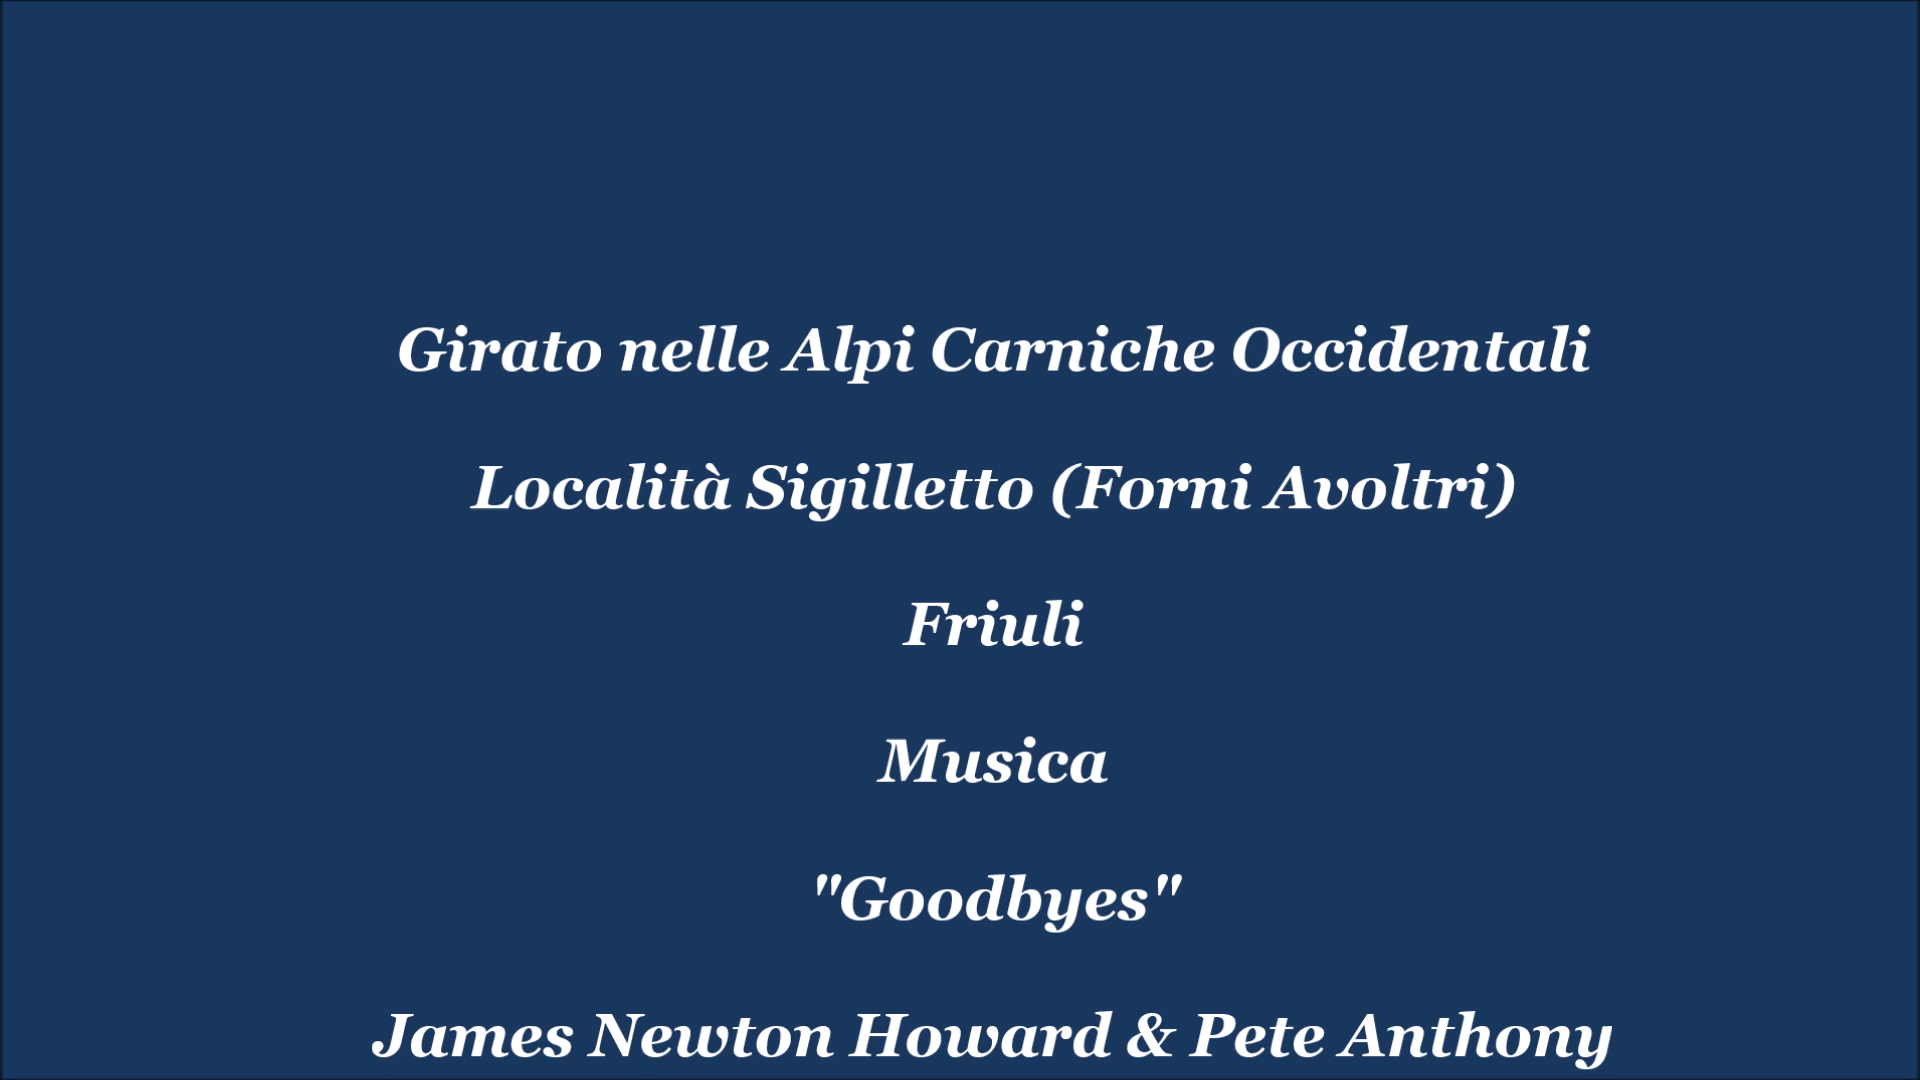 Girato nelle Alpi Carniche Occidentali
Località Sigilletto (Forni Avoltri)
Friuli
Musica
"Goodbyes"
James Newton Howard & Pete Anthony